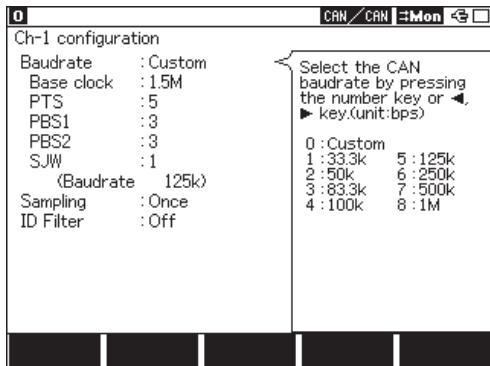 0 CAN/CAN ⇄Mon
Ch-1 configuration
Baudrate :Custom
Base clock :1.5M
PTS :5
PBS1 :3
PBS2 :3
SJW :1
(Baudrate 125k)
Sampling :Once
ID Filter :Off
Select the CAN
baudrate by pressing
the number key or ◀,
▶ key.(unit:bps)
0:Custom
1:33.3k 5:125k
2:50k 6:250k
3:83.3k 7:500k
4:100k 8:1M